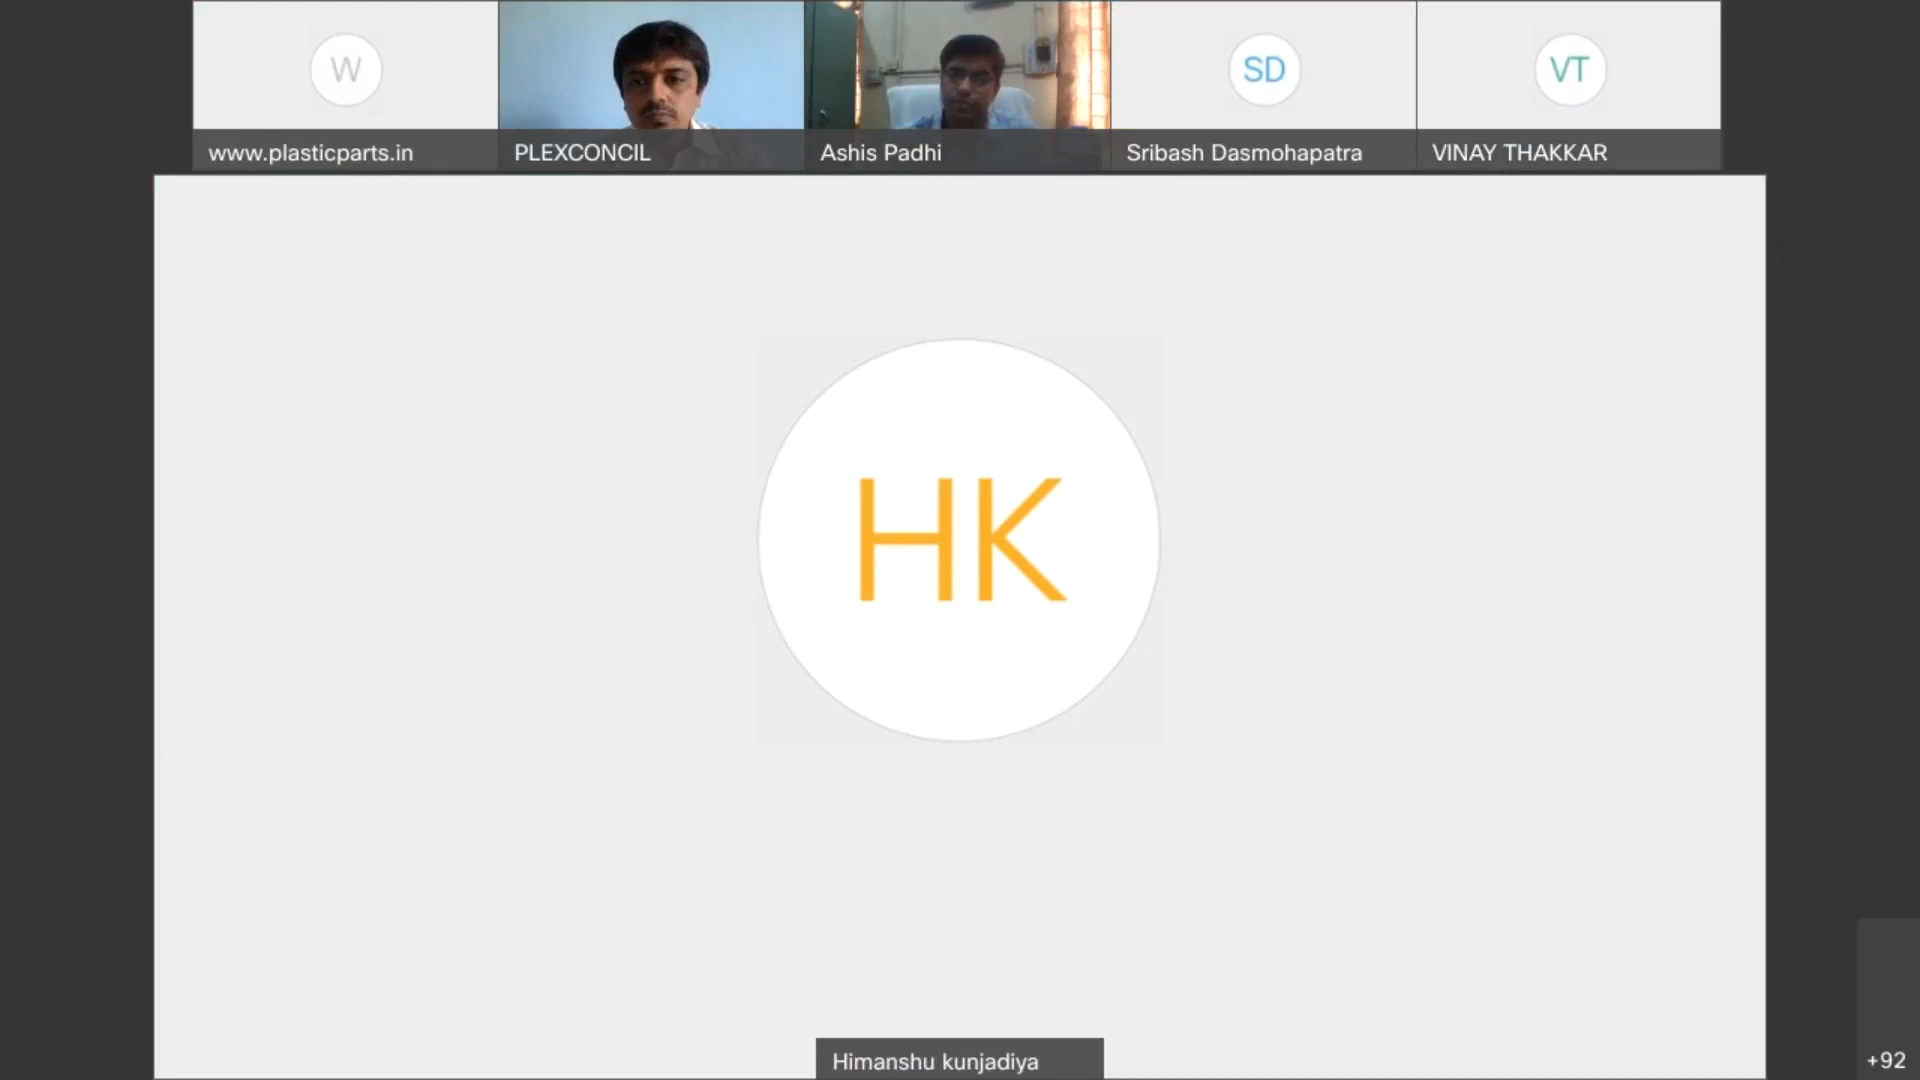 W
SD
VT
www.plasticparts.in
PLEXCONCIL
Ashis Padhi
Sribash Dasmohapatra
VINAY THAKKAR
HK
Himanshu kunjadiya
+92